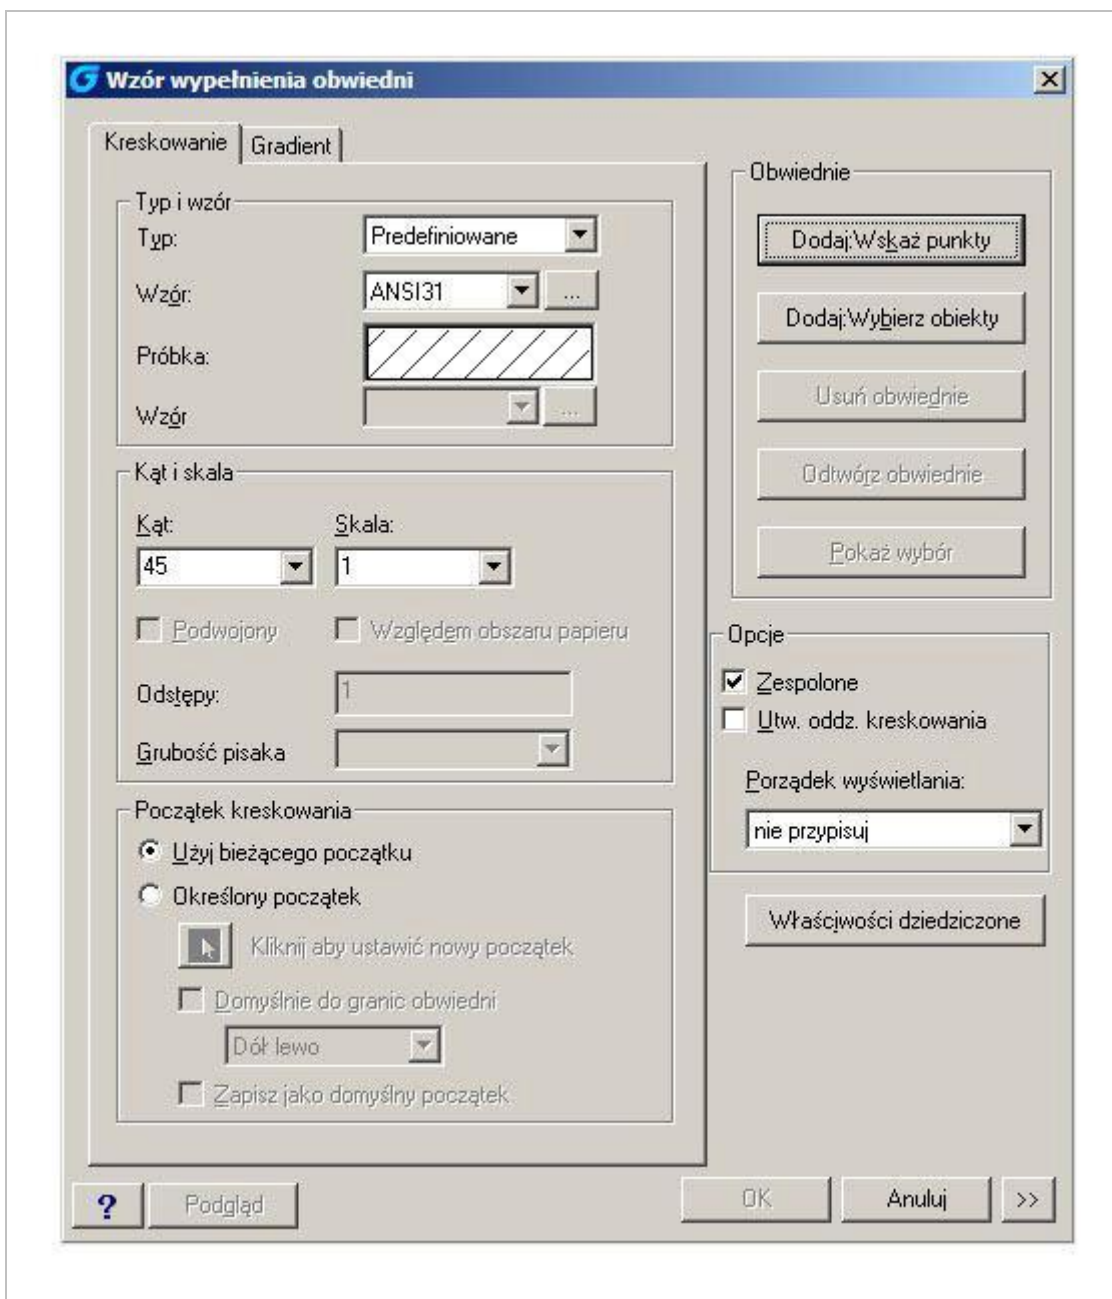 Wzór wypełnienia obwiedni
Kreskowanie
Gradient
Typ i wzór
Typ:
Predefiniowane
Wzór:
ANSI31
...
Próbka:
Wzór
...
Kąt i skala
Kąt:
Skala:
45
1
Podwojony
Względem obszaru papieru
Odstępy:
1
Grubość pisaka
Początek kreskowania
Użyj bieżącego początku
Określony początek
Kliknij aby ustawić nowy początek
Domyślnie do granic obwiedni
Dół lewo
Zapisz jako domyślny początek
Obwiednie
Dodaj:Wskaż punkty
Dodaj:Wybierz obiekty
Usuń obwiednie
Odtwórz obwiednie
Pokaż wybór
Opcje
Zespolone
Utw. oddz. kreskowania
Porządek wyświetlania:
nie przypisuj
Właścjwości dziedziczone
?
Podgląd
OK
Anuluj
>>